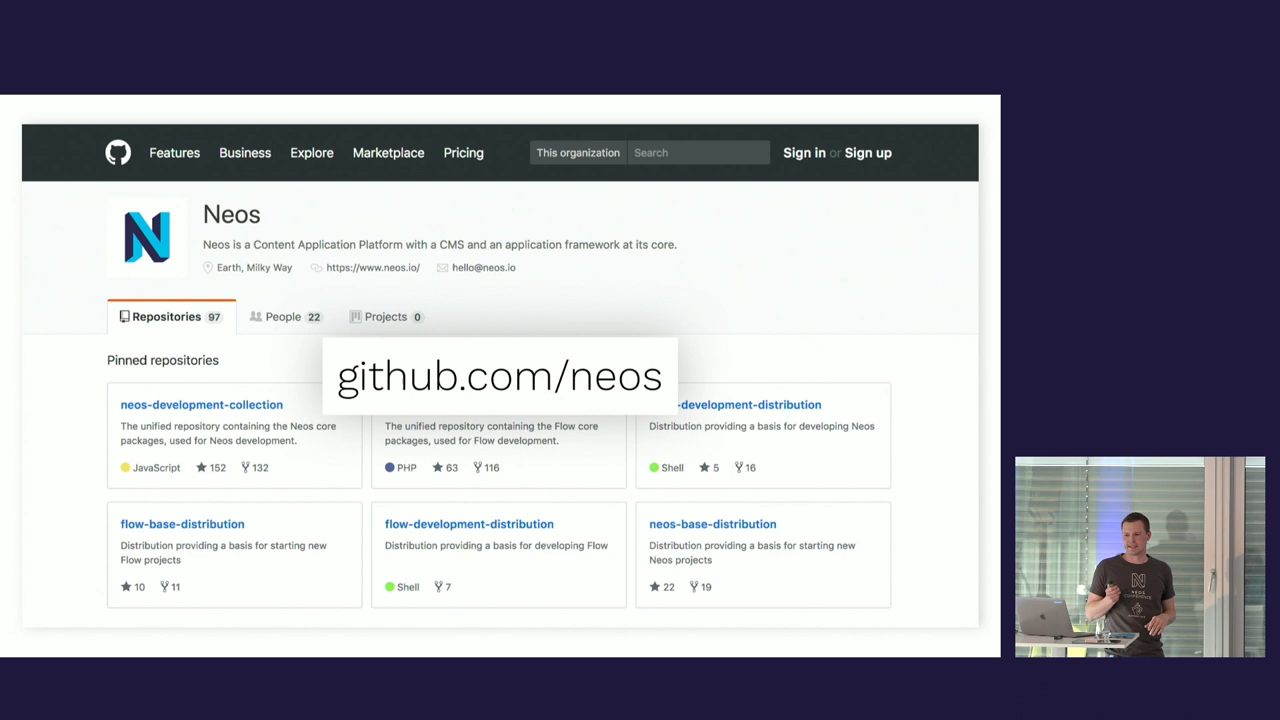 Features Business Explore Marketplace Pricing This organization Search Sign in or Sign up
Neos
Neos is a Content Application Platform with a CMS and an application framework at its core.
Earth, Milky Way https://www.neos.io/ hello@neos.io
Repositories 97 People 22 Projects 0
Pinned repositories
github.com/neos
neos-development-collection
The unified repository containing the Neos core
packages, used for Neos development.
JavaScript 152 132
The unified repository containing the Flow core
packages, used for Flow development.
PHP 63 116
-development-distribution
Distribution providing a basis for developing Neos
Shell 5 16
flow-base-distribution
Distribution providing a basis for starting new
Flow projects
10 11
flow-development-distribution
Distribution providing a basis for developing Flow
Shell 7
neos-base-distribution
Distribution providing a basis for starting new
Neos projects
22 19
NEOS
CONFERENCE